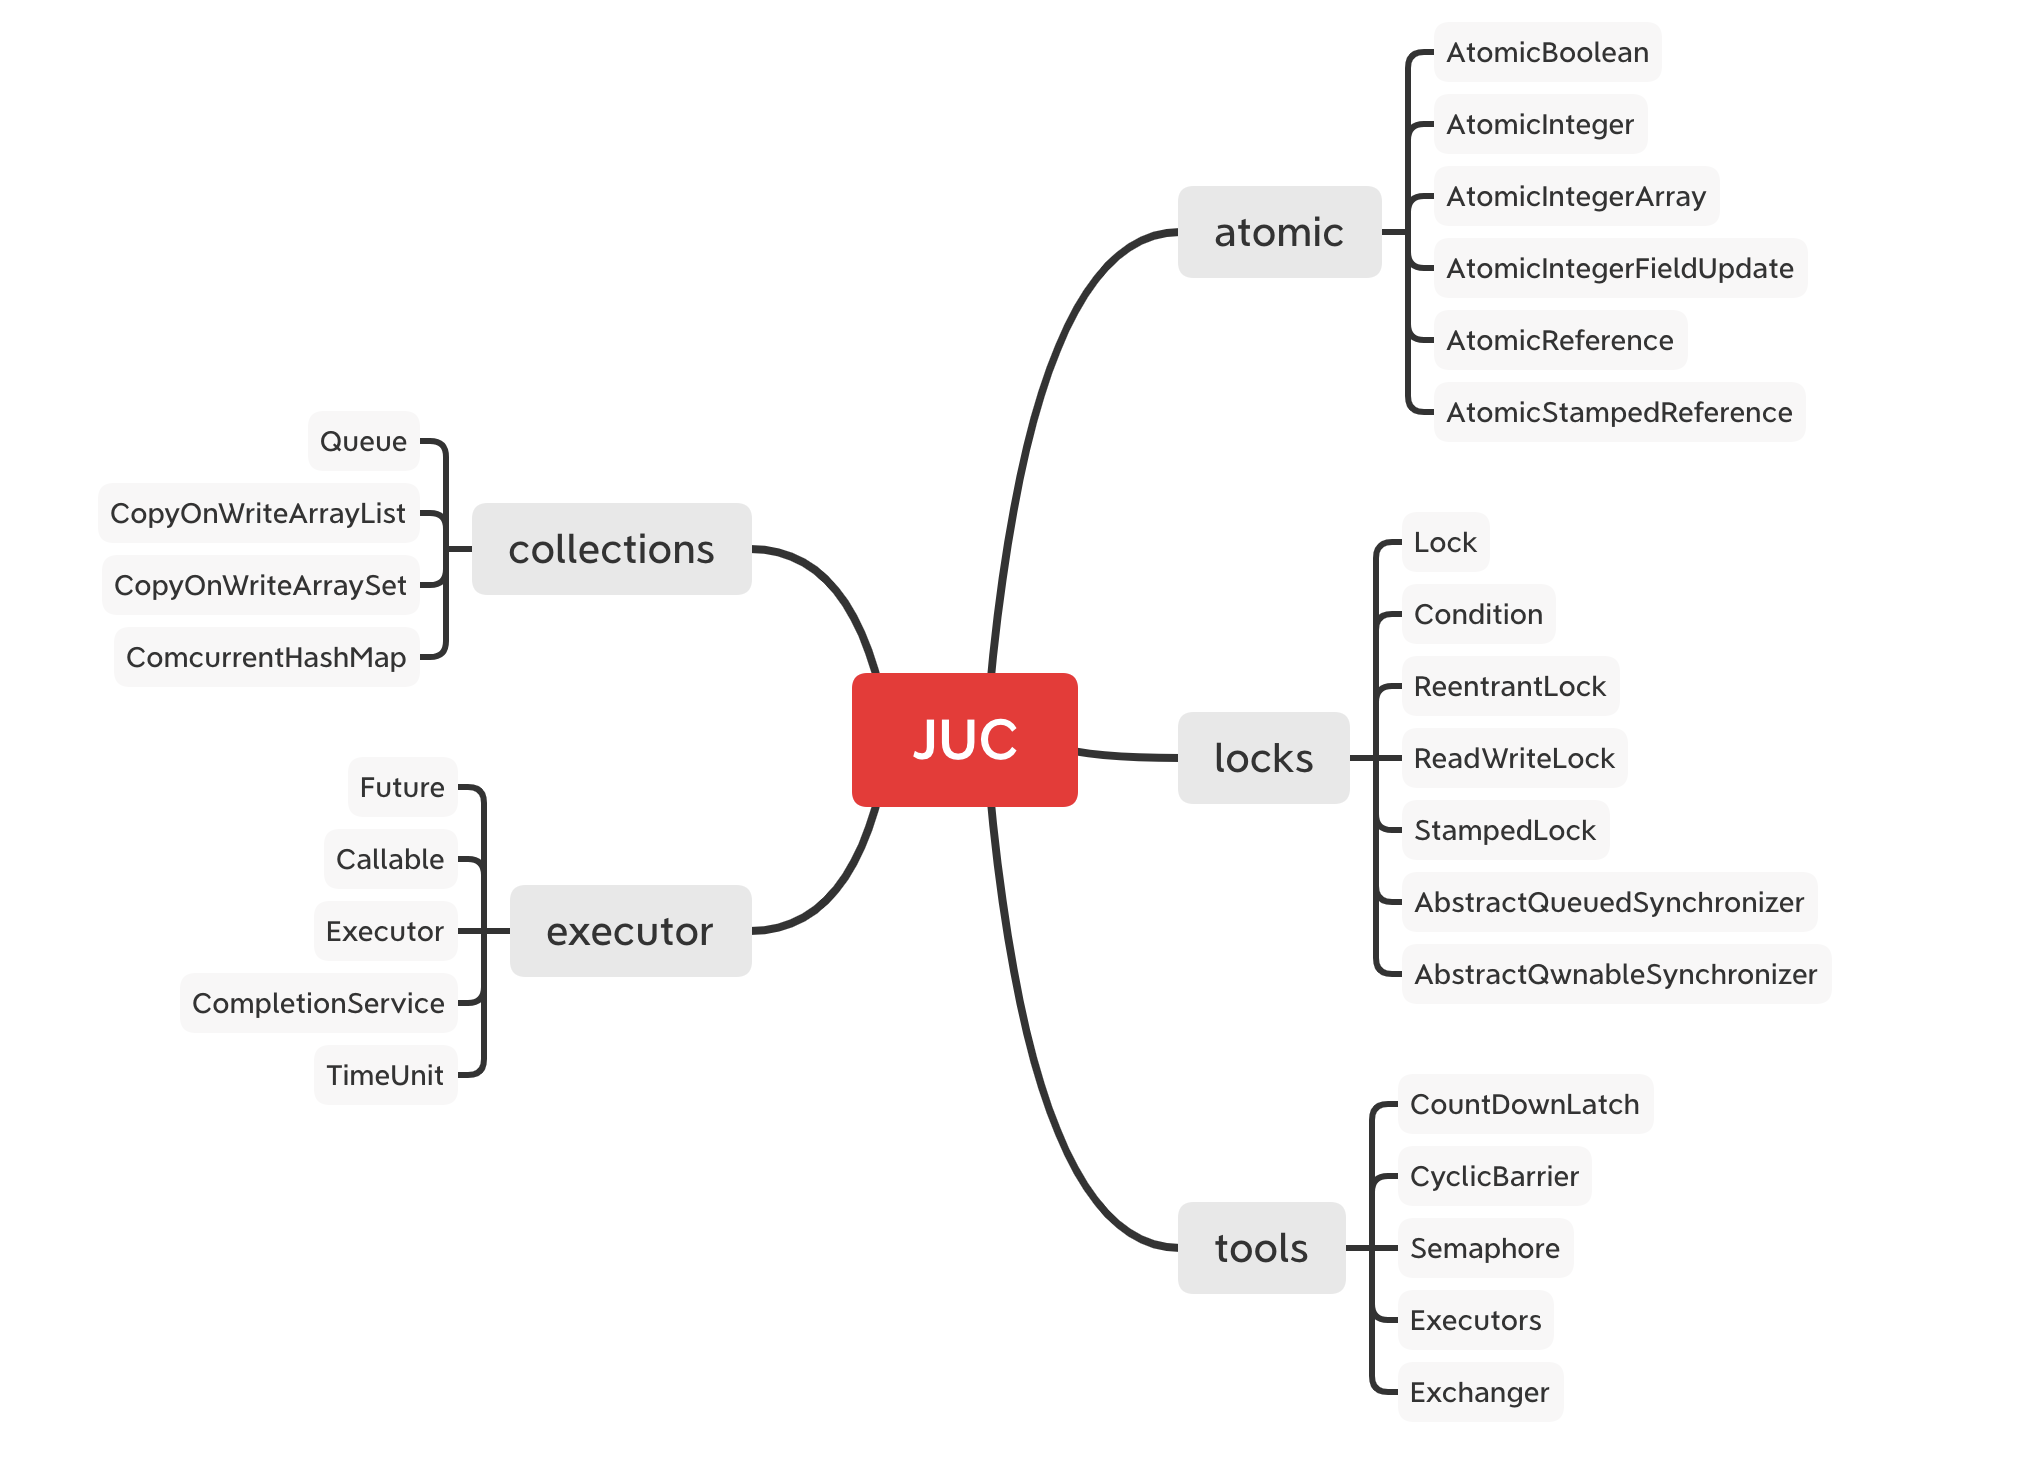 JUC
atomic
AtomicBoolean
AtomicInteger
AtomicIntegerArray
AtomicIntegerFieldUpdate
AtomicReference
AtomicStampedReference
locks
Lock
Condition
ReentrantLock
ReadWriteLock
StampedLock
AbstractQueuedSynchronizer
AbstractQwnableSynchronizer
tools
CountDownLatch
CyclicBarrier
Semaphore
Executors
Exchanger
collections
Queue
CopyOnWriteArrayList
CopyOnWriteArraySet
ComcurrentHashMap
executor
Future
Callable
Executor
CompletionService
TimeUnit